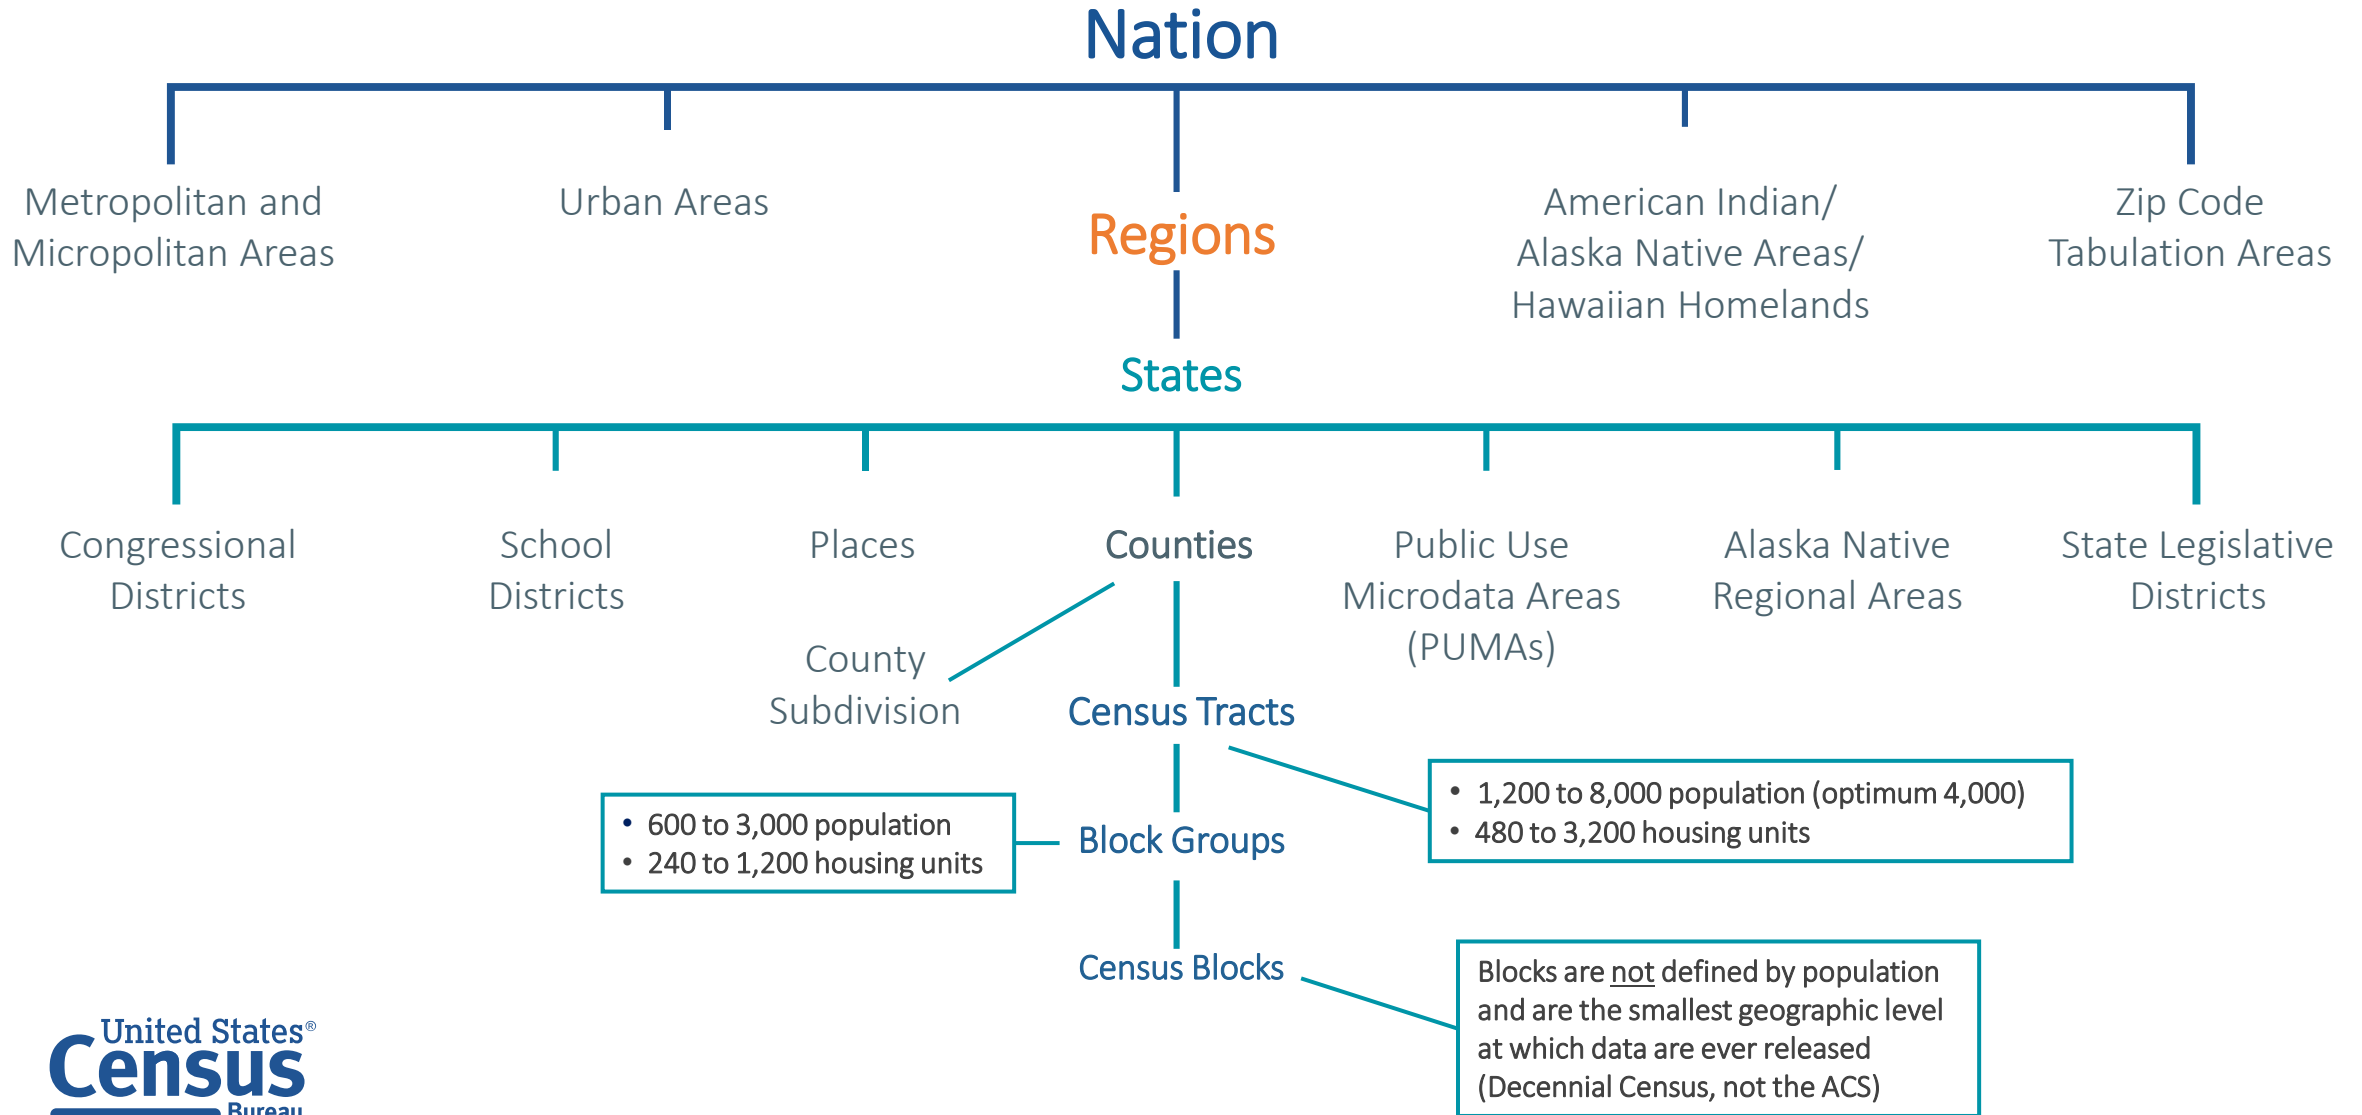 Nation
Metropolitan and
Micropolitan Areas
Urban Areas
Regions
American Indian/
Alaska Native Areas/
Hawaiian Homelands
Zip Code
Tabulation Areas
States
Congressional
Districts
School
Districts
Places
Counties
Public Use
Microdata Areas
(PUMAs)
Alaska Native
Regional Areas
State Legislative
Districts
County
Subdivision
Census Tracts
• 1,200 to 8,000 population (optimum 4,000)
• 480 to 3,200 housing units
• 600 to 3,000 population
• 240 to 1,200 housing units
Block Groups
Census Blocks
Blocks are not defined by population
and are the smallest geographic level
at which data are ever released
(Decennial Census, not the ACS)
United States®
Census
Bureau